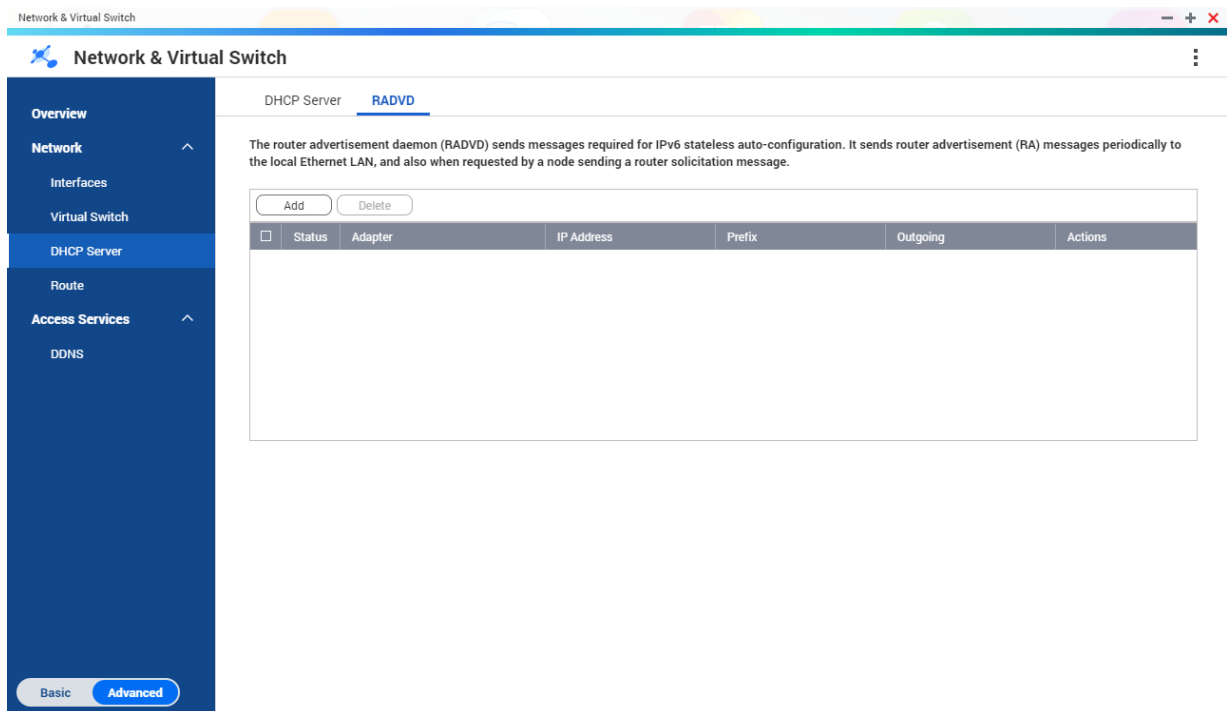 Network & Virtual Switch
Network & Virtual Switch
Overview
Network
Interfaces
Virtual Switch
DHCP Server
Route
Access Services
DDNS
Basic
Advanced
DHCP Server
RADVD
The router advertisement daemon (RADVD) sends messages required for IPv6 stateless auto-configuration. It sends router advertisement (RA) messages periodically to
the local Ethernet LAN, and also when requested by a node sending a router solicitation message.
Add Delete
Status Adapter IP Address Prefix Outgoing Actions